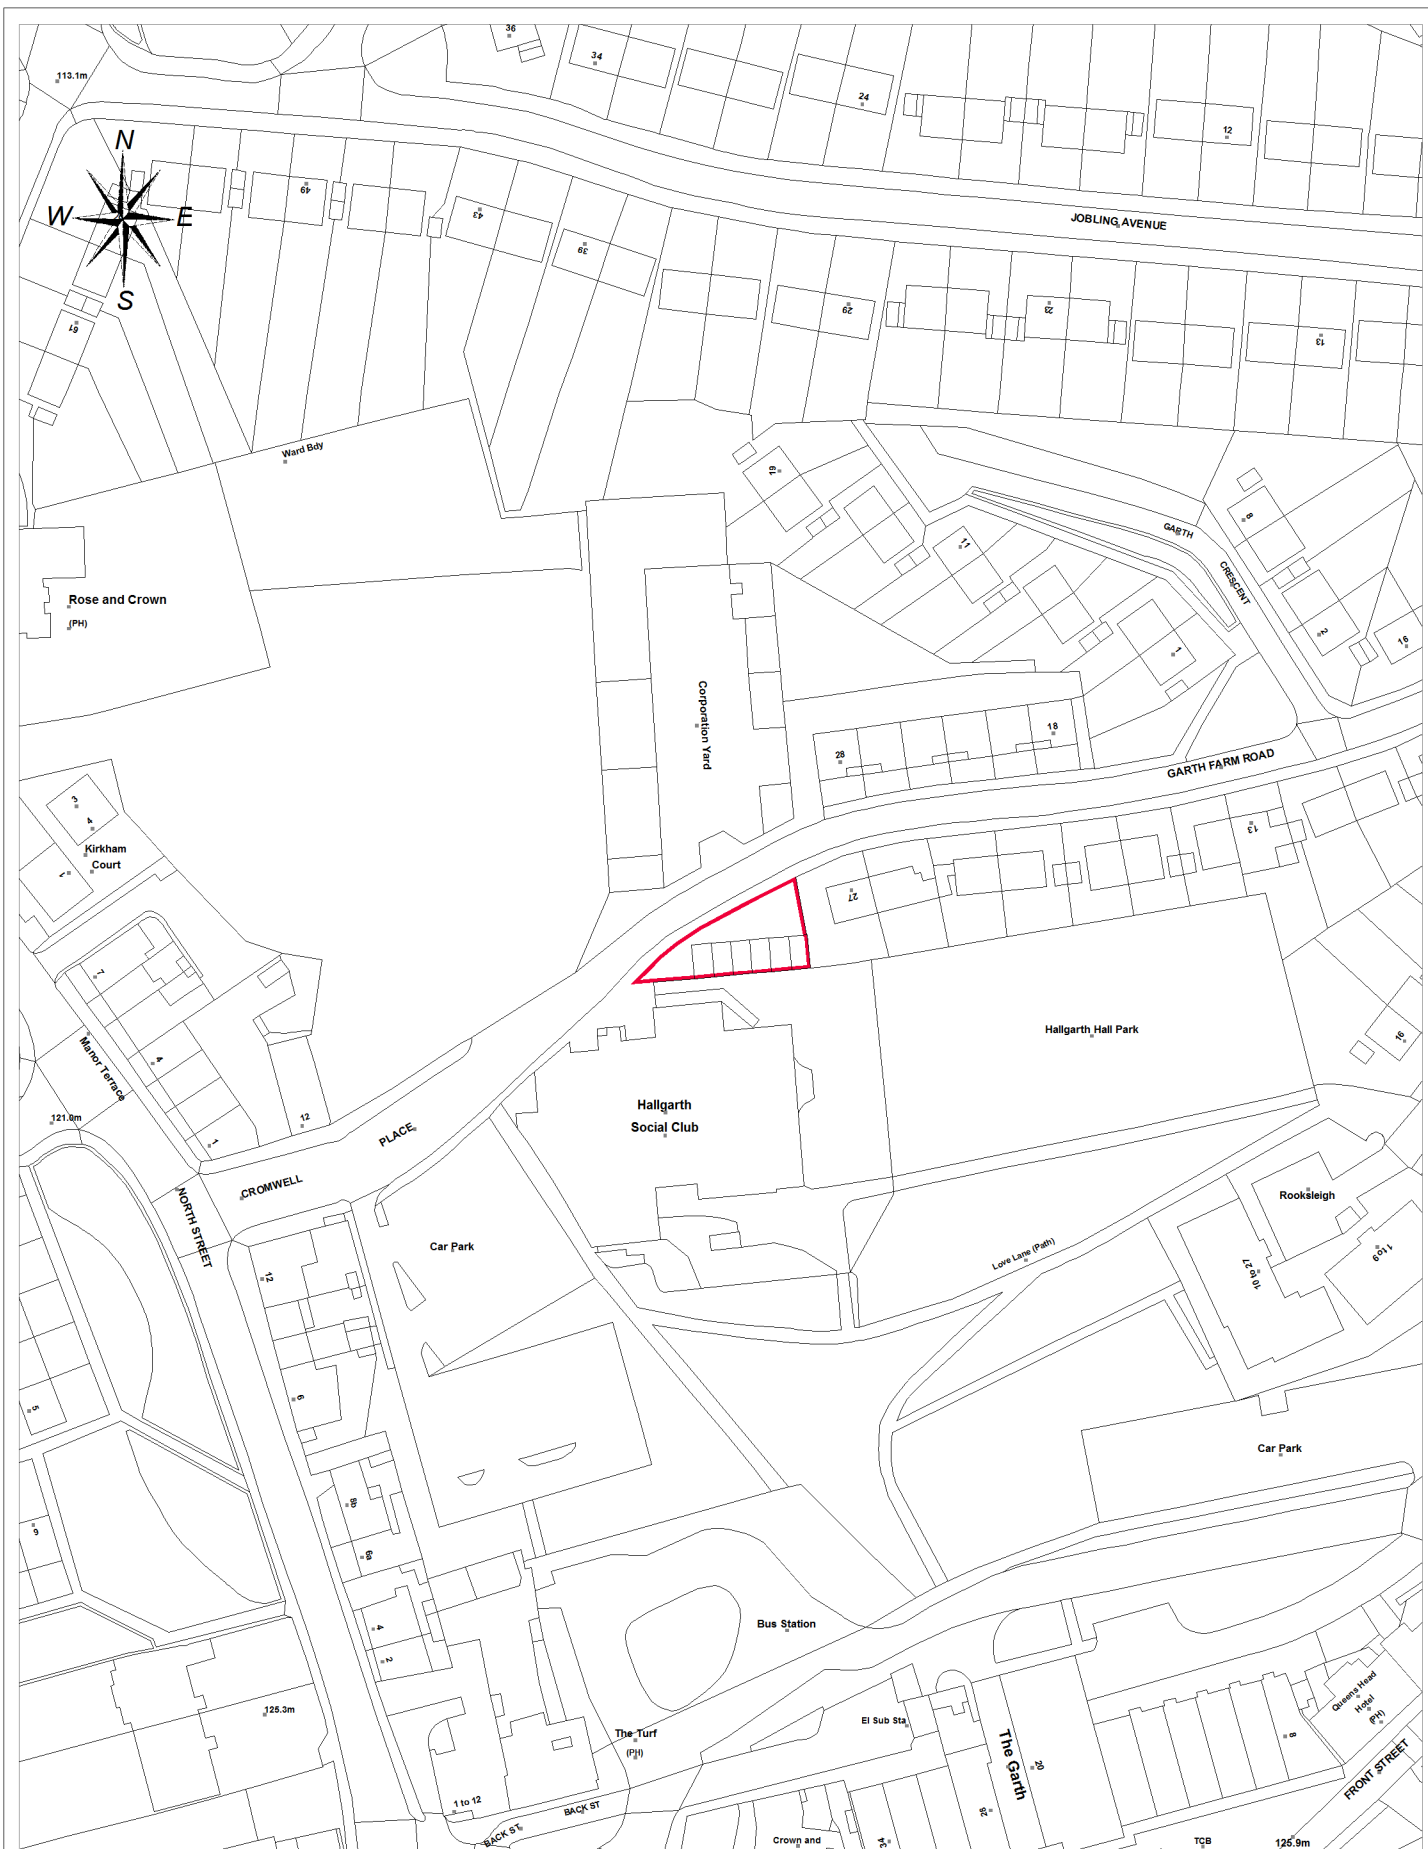 36
34
113.1m
24
12
N
W
E
S
49
43
39
JOBLING AVENUE
29
23
13
61
Ward Bdy
19
GARTH
CRESCENT
8
11
2
16
1
Rose and Crown
(PH)
Corporation Yard
18
28
GARTH FARM ROAD
3
4
Kirkham
Court
1
13
27
7
Manor Terrace
4
1
12
121.0m
Hallgarth Hall Park
16
Hallgarth
Social Club
PLACE
CROMWELL
NORTH STREET
Rooksleigh
Car Park
Love Lane (Path)
10 to 27
1 to 9
12
6
5
Car Park
8b
9
6a
4
2
Bus Station
125.3m
The Turf
(PH)
El Sub Sta
Queens Head
Hotel
(PH)
8
The Garth
20
28
FRONT STREET
1 to 12
BACK ST
BACK ST
34
Crown and
TCB
125.9m